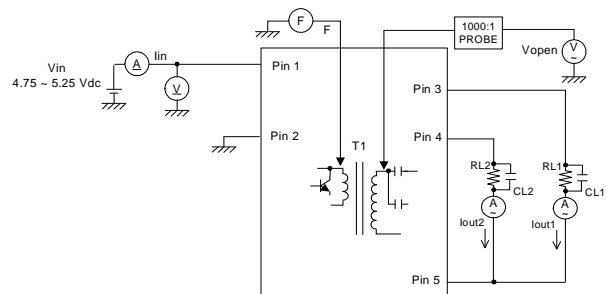 F
F
1000:1
PROBE
Vopen
V
~
Vin
4.75 ~ 5.25 Vdc
A
Iin
V
Pin 1
Pin 2
Pin 3
Pin 4
T1
RL2
CL2
RL1
CL1
A
~
A
~
Iout2
Iout1
Pin 5